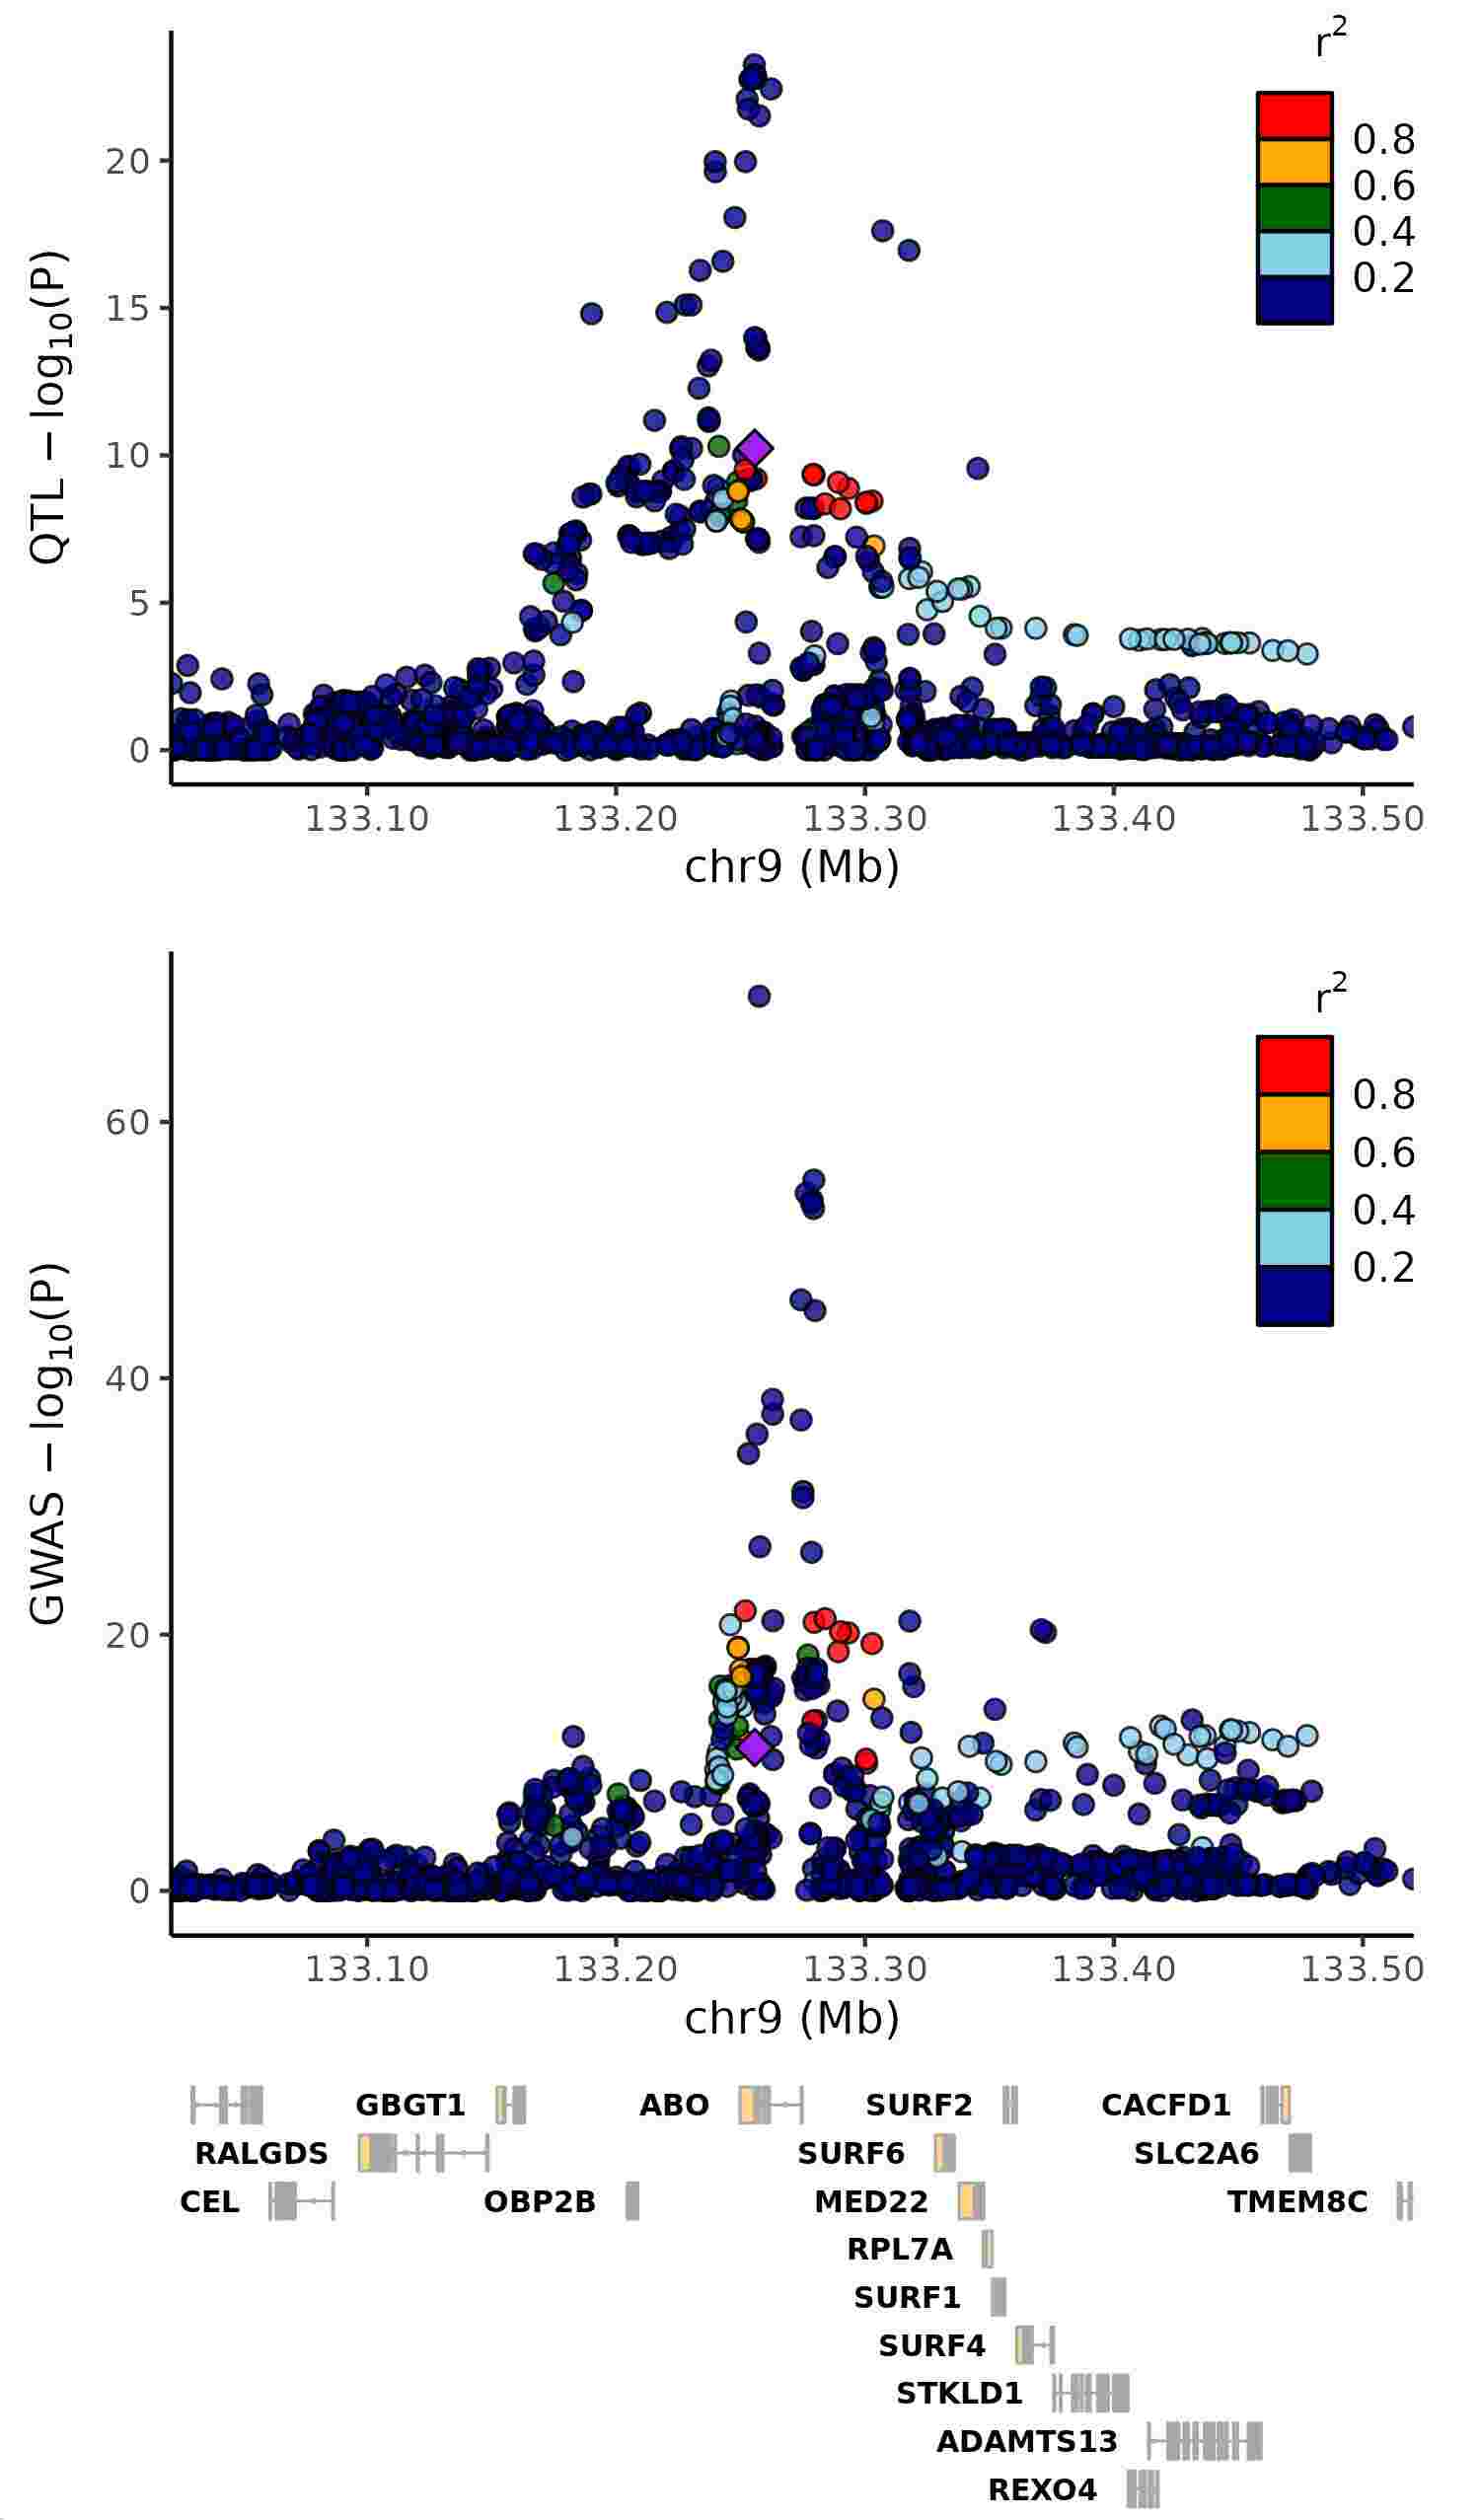 r2
0.8
0.6
0.4
0.2
20
15
10
5
0
QTL −log10(P)
133.10 133.20 133.30 133.40 133.50
chr9 (Mb)
r2
0.8
0.6
0.4
0.2
60
40
20
0
GWAS −log10(P)
133.10 133.20 133.30 133.40 133.50
chr9 (Mb)
GBGT1 ABO SURF2 CACFD1
RALGDS SURF6 SLC2A6
CEL OBP2B MED22 TMEM8C
RPL7A
SURF1
SURF4
STKLD1
ADAMTS13
REXO4